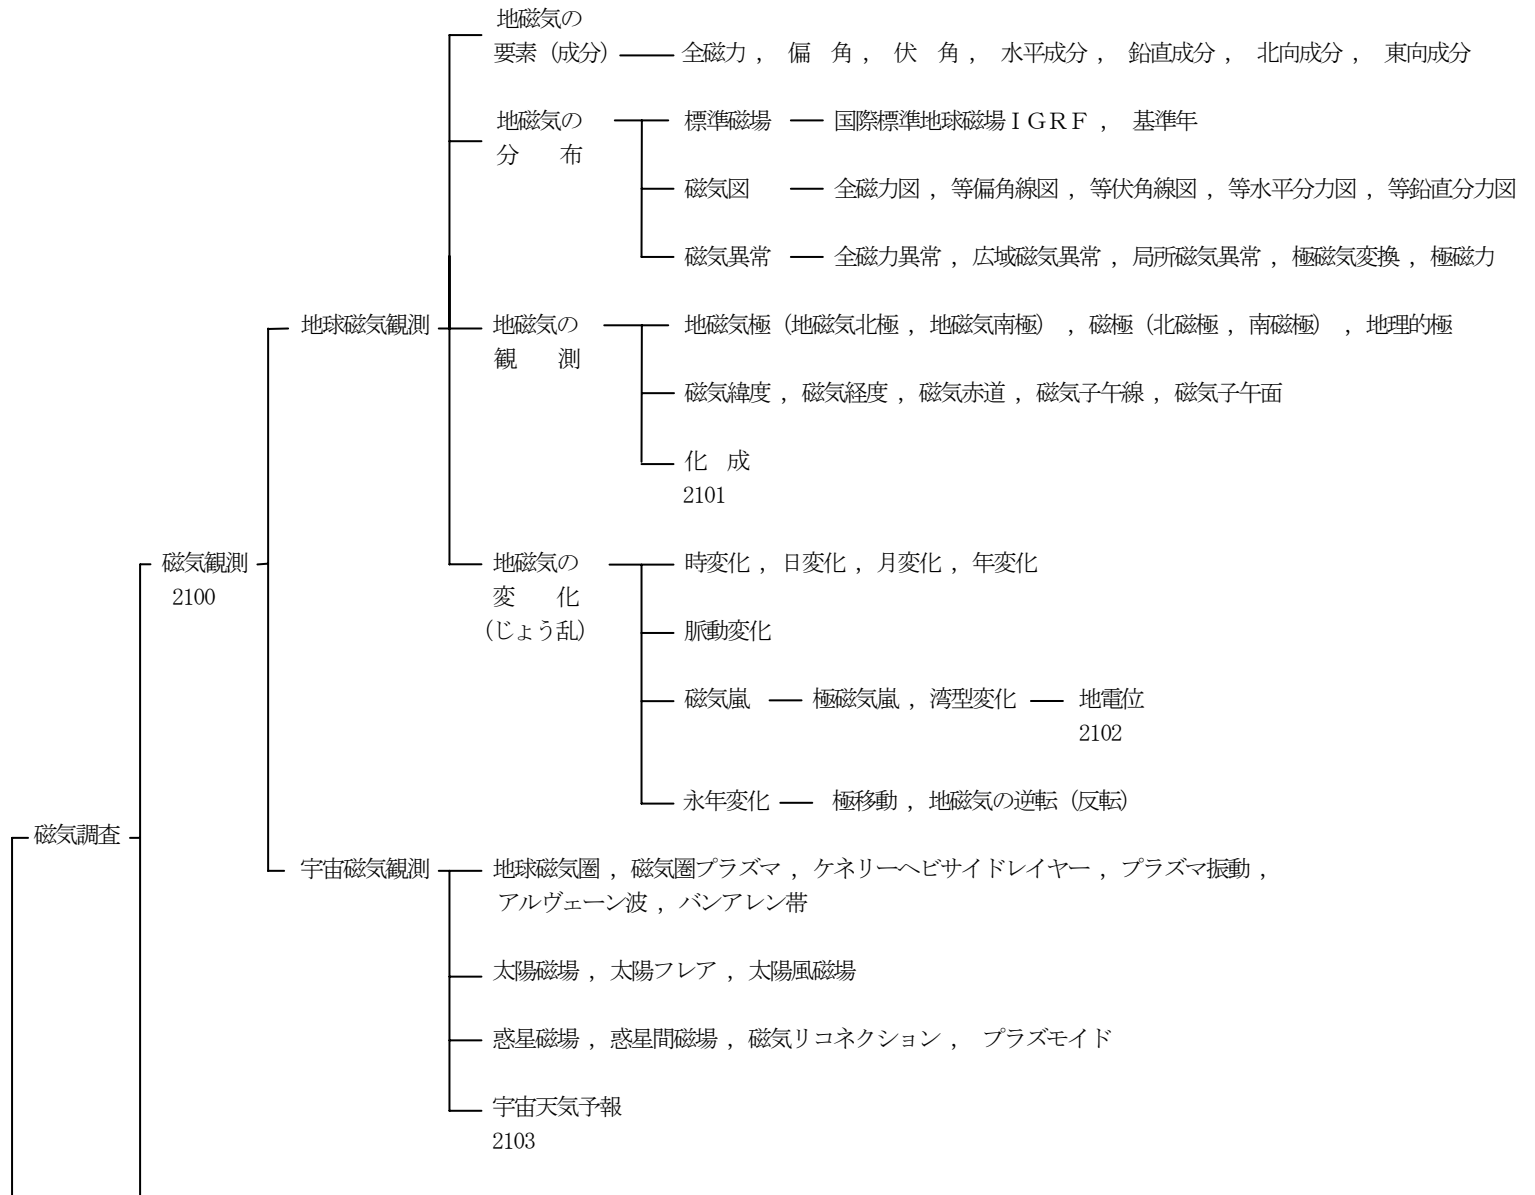 地磁気の
要素（成分） 全磁力 ， 偏　角 ， 伏　角 ， 水平成分 ， 鉛直成分 ， 北向成分 ， 東向成分
地磁気の 標準磁場 国際標準地球磁場ＩＧＲＦ ， 基準年
分　布
磁気図 全磁力図 ， 等偏角線図 ， 等伏角線図 ， 等水平分力図 ， 等鉛直分力図
磁気異常 全磁力異常 ， 広域磁気異常 ， 局所磁気異常 ， 極磁気変換 ， 極磁力
地球磁気観測 地磁気の 地磁気極（地磁気北極 ， 地磁気南極） ， 磁極（北磁極 ， 南磁極） ， 地理的極
観　測
磁気緯度 ， 磁気経度 ， 磁気赤道 ， 磁気子午線 ， 磁気子午面
化　成
2101
磁気観測 地磁気の 時変化 ， 日変化 ， 月変化 ， 年変化
2100 変　化
（じょう乱） 脈動変化
磁気嵐 極磁気嵐 ， 湾型変化 地電位
2102
永年変化 極移動 ， 地磁気の逆転（反転）
磁気調査
宇宙磁気観測 地球磁気圏 ， 磁気圏プラズマ ， ケネリーヘビサイドレイヤー ， プラズマ振動 ，
アルヴェーン波 ， バンアレン帯
太陽磁場 ， 太陽フレア ， 太陽風磁場
惑星磁場 ， 惑星間磁場 ， 磁気リコネクション ， プラズモイド
宇宙天気予報
2103